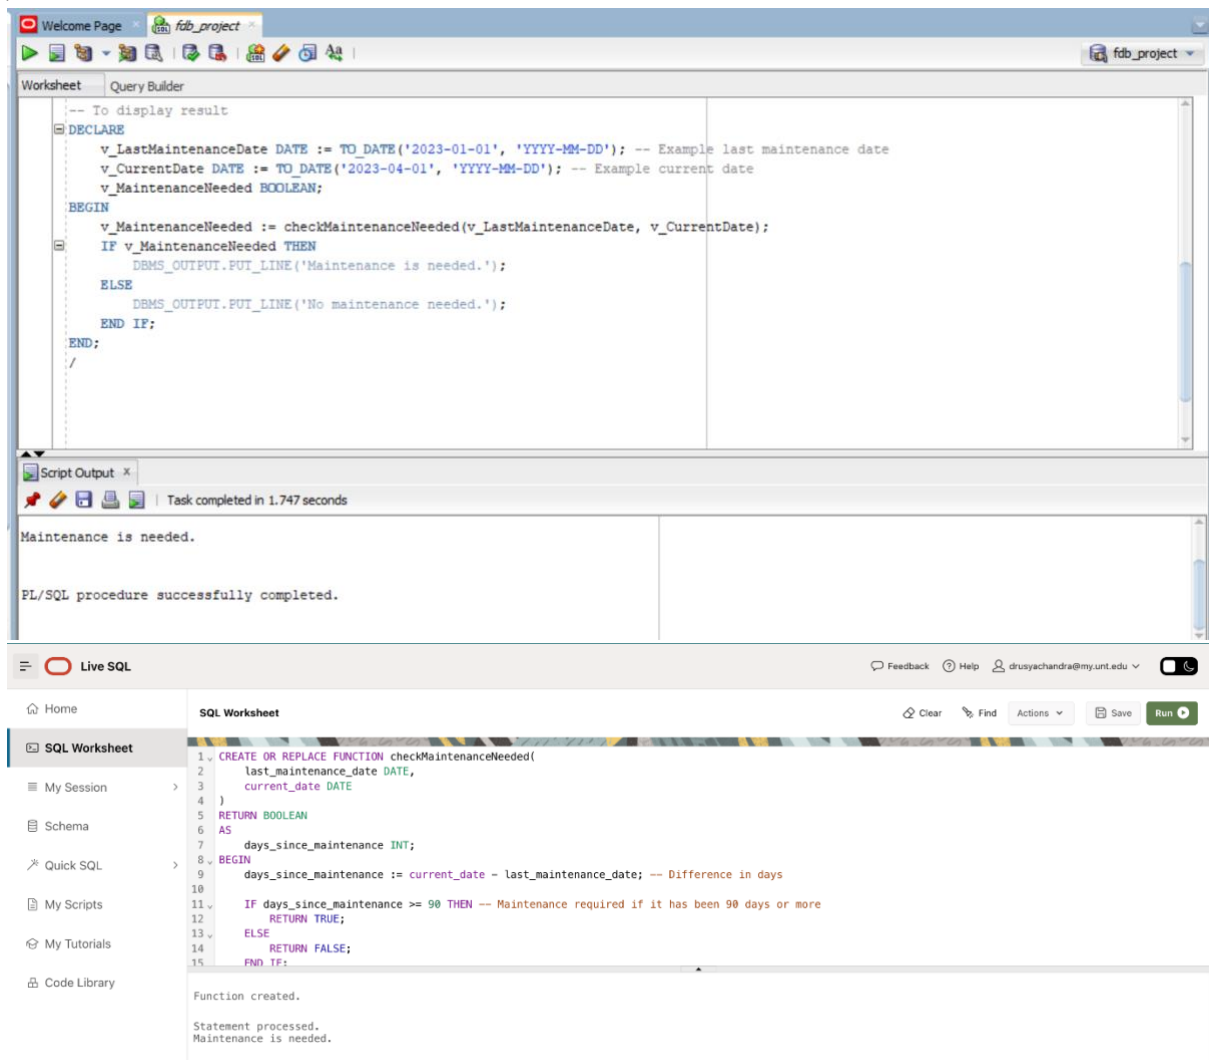 Welcome Page × fdb_project ×
fdb_project
Worksheet Query Builder
-- To display result
DECLARE
v_LastMaintenanceDate DATE := TO_DATE('2023-01-01', 'YYYY-MM-DD'); -- Example last maintenance date
v_CurrentDate DATE := TO_DATE('2023-04-01', 'YYYY-MM-DD'); -- Example current date
v_MaintenanceNeeded BOOLEAN;
BEGIN
v_MaintenanceNeeded := checkMaintenanceNeeded(v_LastMaintenanceDate, v_CurrentDate);
IF v_MaintenanceNeeded THEN
DBMS_OUTPUT.PUT_LINE('Maintenance is needed.');
ELSE
DBMS_OUTPUT.PUT_LINE('No maintenance needed.');
END IF;
END;
/
Script Output ×
Task completed in 1.747 seconds
Maintenance is needed.
PL/SQL procedure successfully completed.
Live SQL Feedback Help drusyachandra@my.unt.edu
Home
SQL Worksheet
My Session
Schema
Quick SQL
My Scripts
My Tutorials
Code Library
SQL Worksheet Clear Find Actions Save Run
1 CREATE OR REPLACE FUNCTION checkMaintenanceNeeded(
2 last_maintenance_date DATE,
3 current_date DATE
4 )
5 RETURN BOOLEAN
6 AS
7 days_since_maintenance INT;
8 BEGIN
9 days_since_maintenance := current_date - last_maintenance_date; -- Difference in days
10
11 IF days_since_maintenance >= 90 THEN -- Maintenance required if it has been 90 days or more
12 RETURN TRUE;
13 ELSE
14 RETURN FALSE;
15 END IF;
Function created.
Statement processed.
Maintenance is needed.